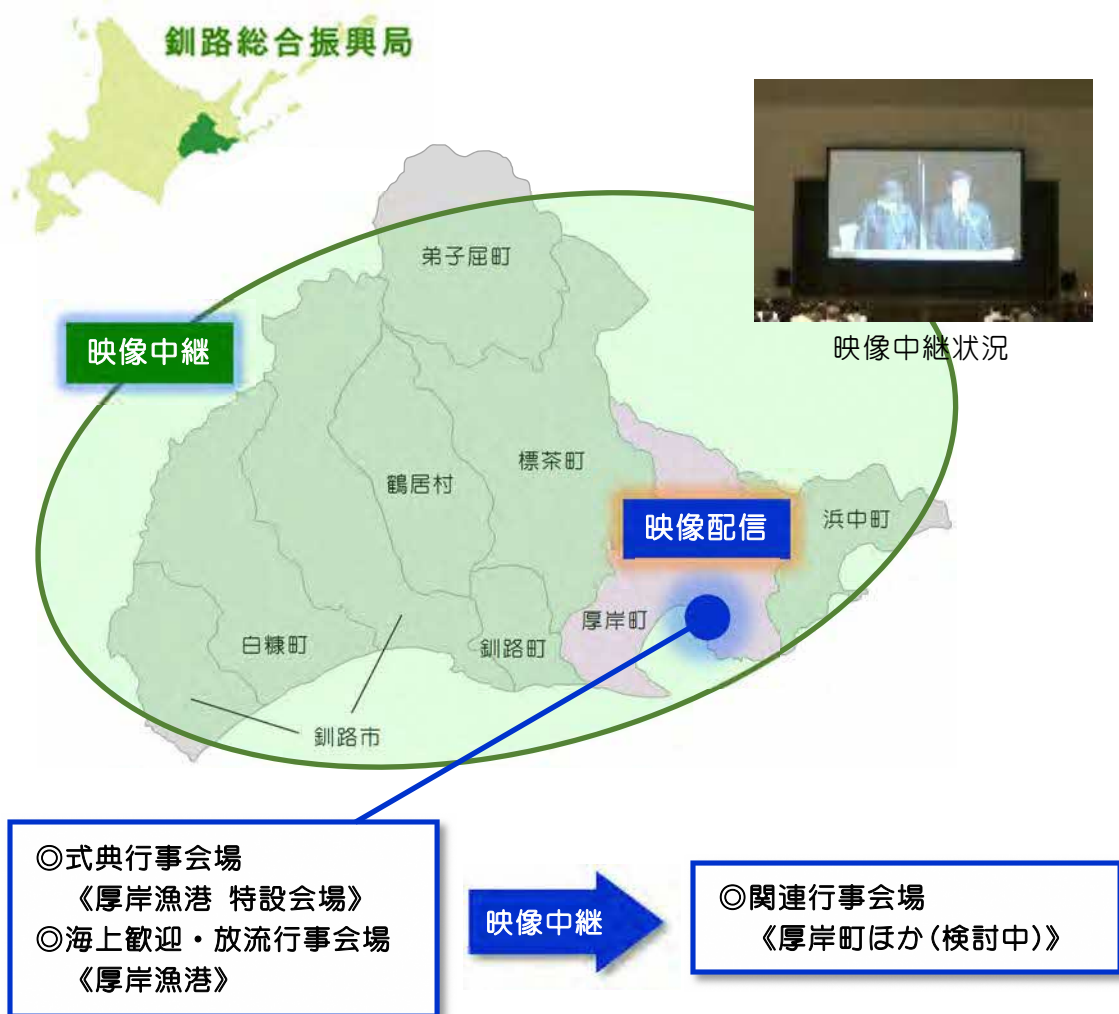 釧路総合振興局
弟子屈町
映像中継
映像中継状況
標茶町
鶴居村
映像配信
浜中町
厚岸町
白糠町
釧路町
釧路市
◎式典行事会場
《厚岸漁港 特設会場》
◎海上歓迎・放流行事会場
《厚岸漁港》
映像中継
◎関連行事会場
《厚岸町ほか(検討中)》